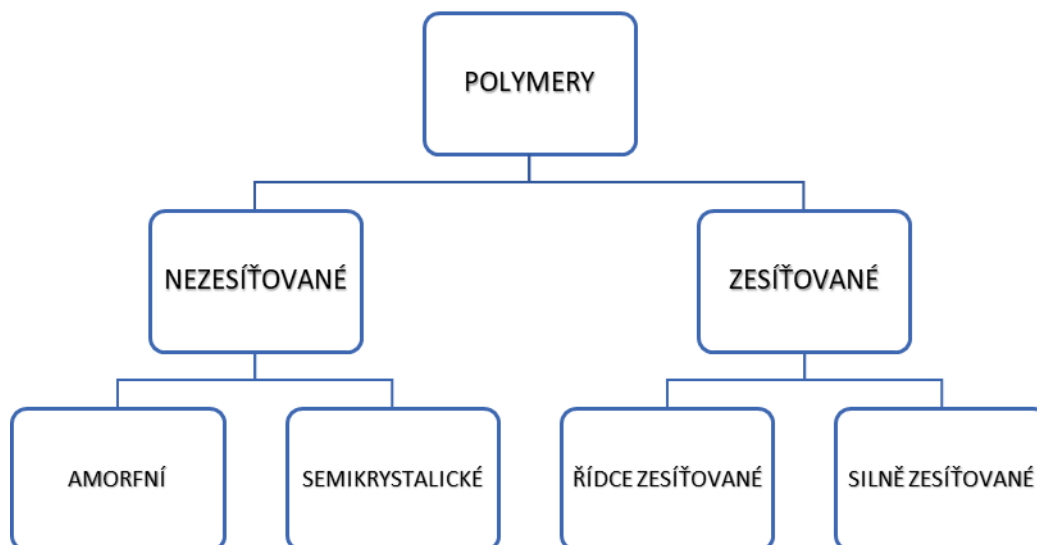 POLYMERY
NEZESÍŤOVANÉ
ZESÍŤOVANÉ
AMORFNÍ
SEMIKRYSTALICKÉ
ŘÍDCE ZESÍŤOVANÉ
SILNĚ ZESÍŤOVANÉ